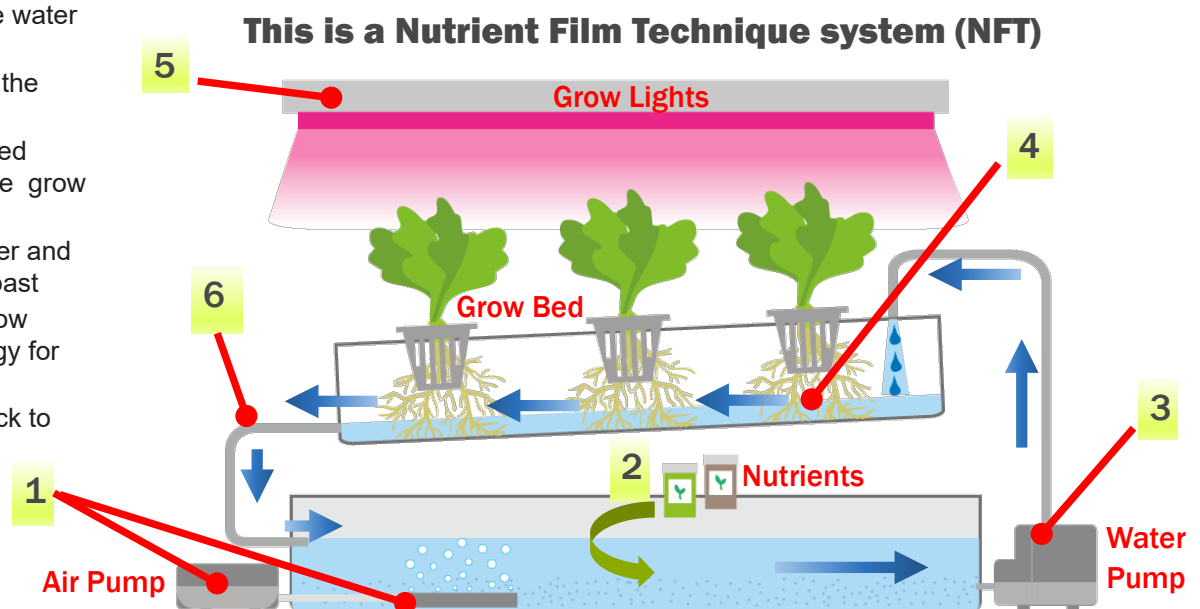 e water
the
ed
e grow
er and
past
ow
gy for
ck to
This is a Nutrient Film Technique system (NFT)
5
Grow Lights
4
6
Grow Bed
3
2
Nutrients
1
Air Pump
Water
Pump